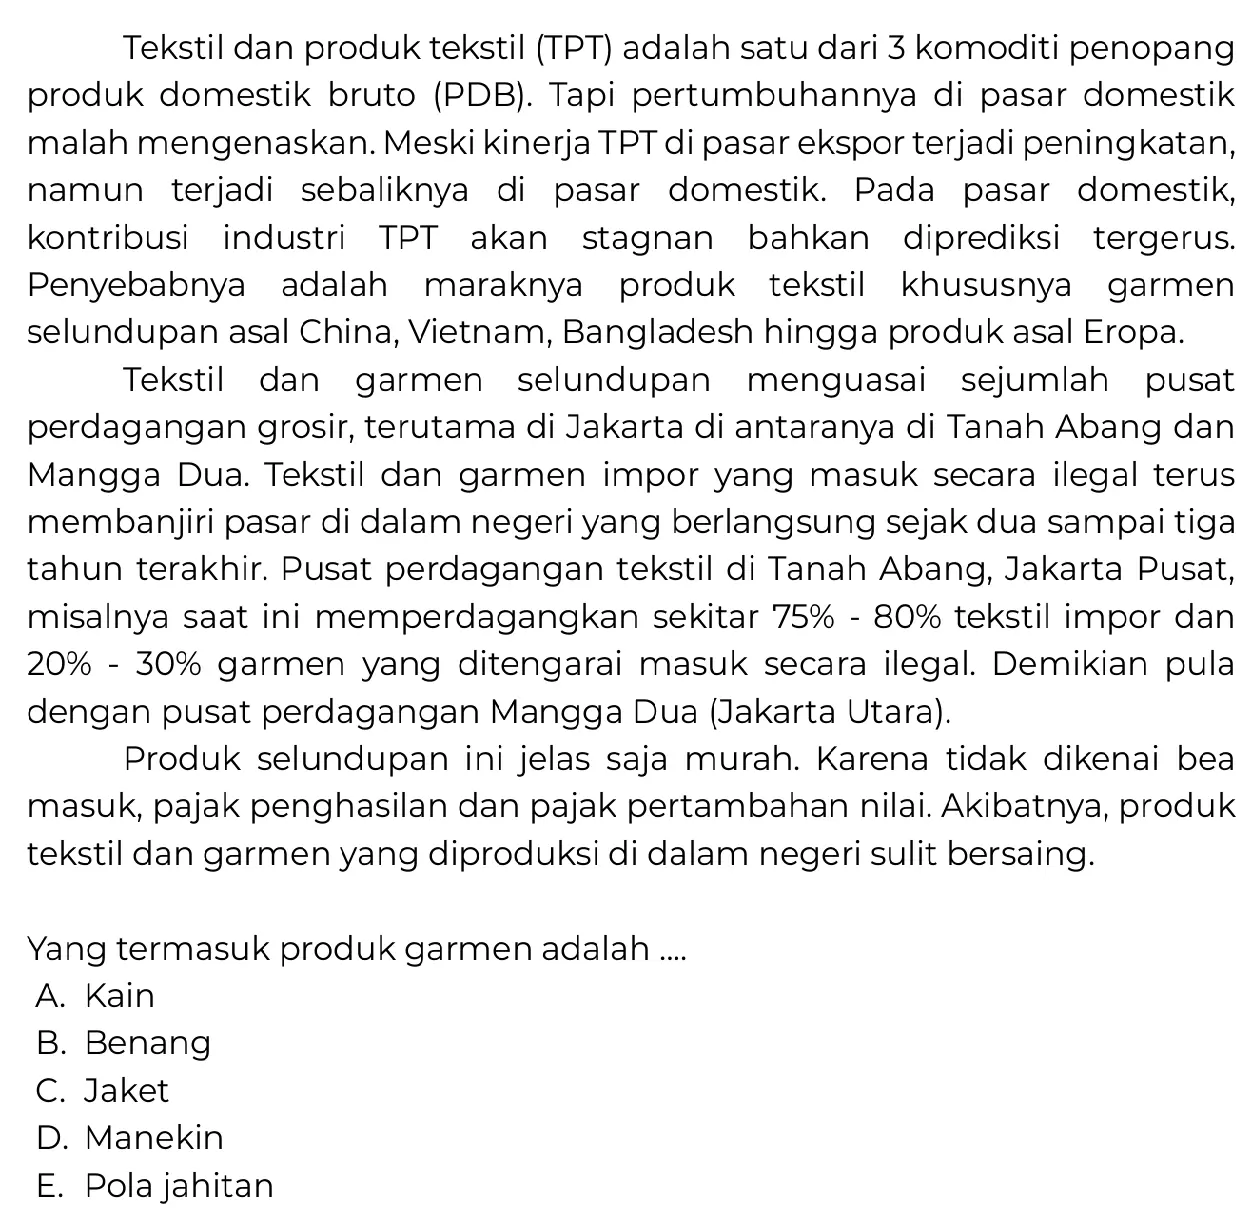 Tekstil dan produk tekstil (TPT) adalah satu dari 3 komoditi penopang
produk domestik bruto (PDB). Tapi pertumbuhannya di pasar domestik
malah mengenaskan. Meski kinerja TPT di pasar ekspor terjadi peningkatan,
namun terjadi sebaliknya di pasar domestik. Pada pasar domestik,
kontribusi industri TPT akan stagnan bahkan diprediksi tergerus.
Penyebabnya adalah maraknya produk tekstil khususnya garmen
selundupan asal China, Vietnam, Bangladesh hingga produk asal Eropa.
Tekstil dan garmen selundupan menguasai sejumlah pusat
perdagangan grosir, terutama di Jakarta di antaranya di Tanah Abang dan
Mangga Dua. Tekstil dan garmen impor yang masuk secara ilegal terus
membanjiri pasar di dalam negeri yang berlangsung sejak dua sampai tiga
tahun terakhir. Pusat perdagangan tekstil di Tanah Abang, Jakarta Pusat,
misalnya saat ini memperdagangkan sekitar 75% - 80% tekstil impor dan
20% - 30% garmen yang ditengarai masuk secara ilegal. Demikian pula
dengan pusat perdagangan Mangga Dua (Jakarta Utara).
Produk selundupan ini jelas saja murah. Karena tidak dikenai bea
masuk, pajak penghasilan dan pajak pertambahan nilai. Akibatnya, produk
tekstil dan garmen yang diproduksi di dalam negeri sulit bersaing.
Yang termasuk produk garmen adalah ....
A. Kain
B. Benang
C. Jaket
D. Manekin
E. Pola jahitan